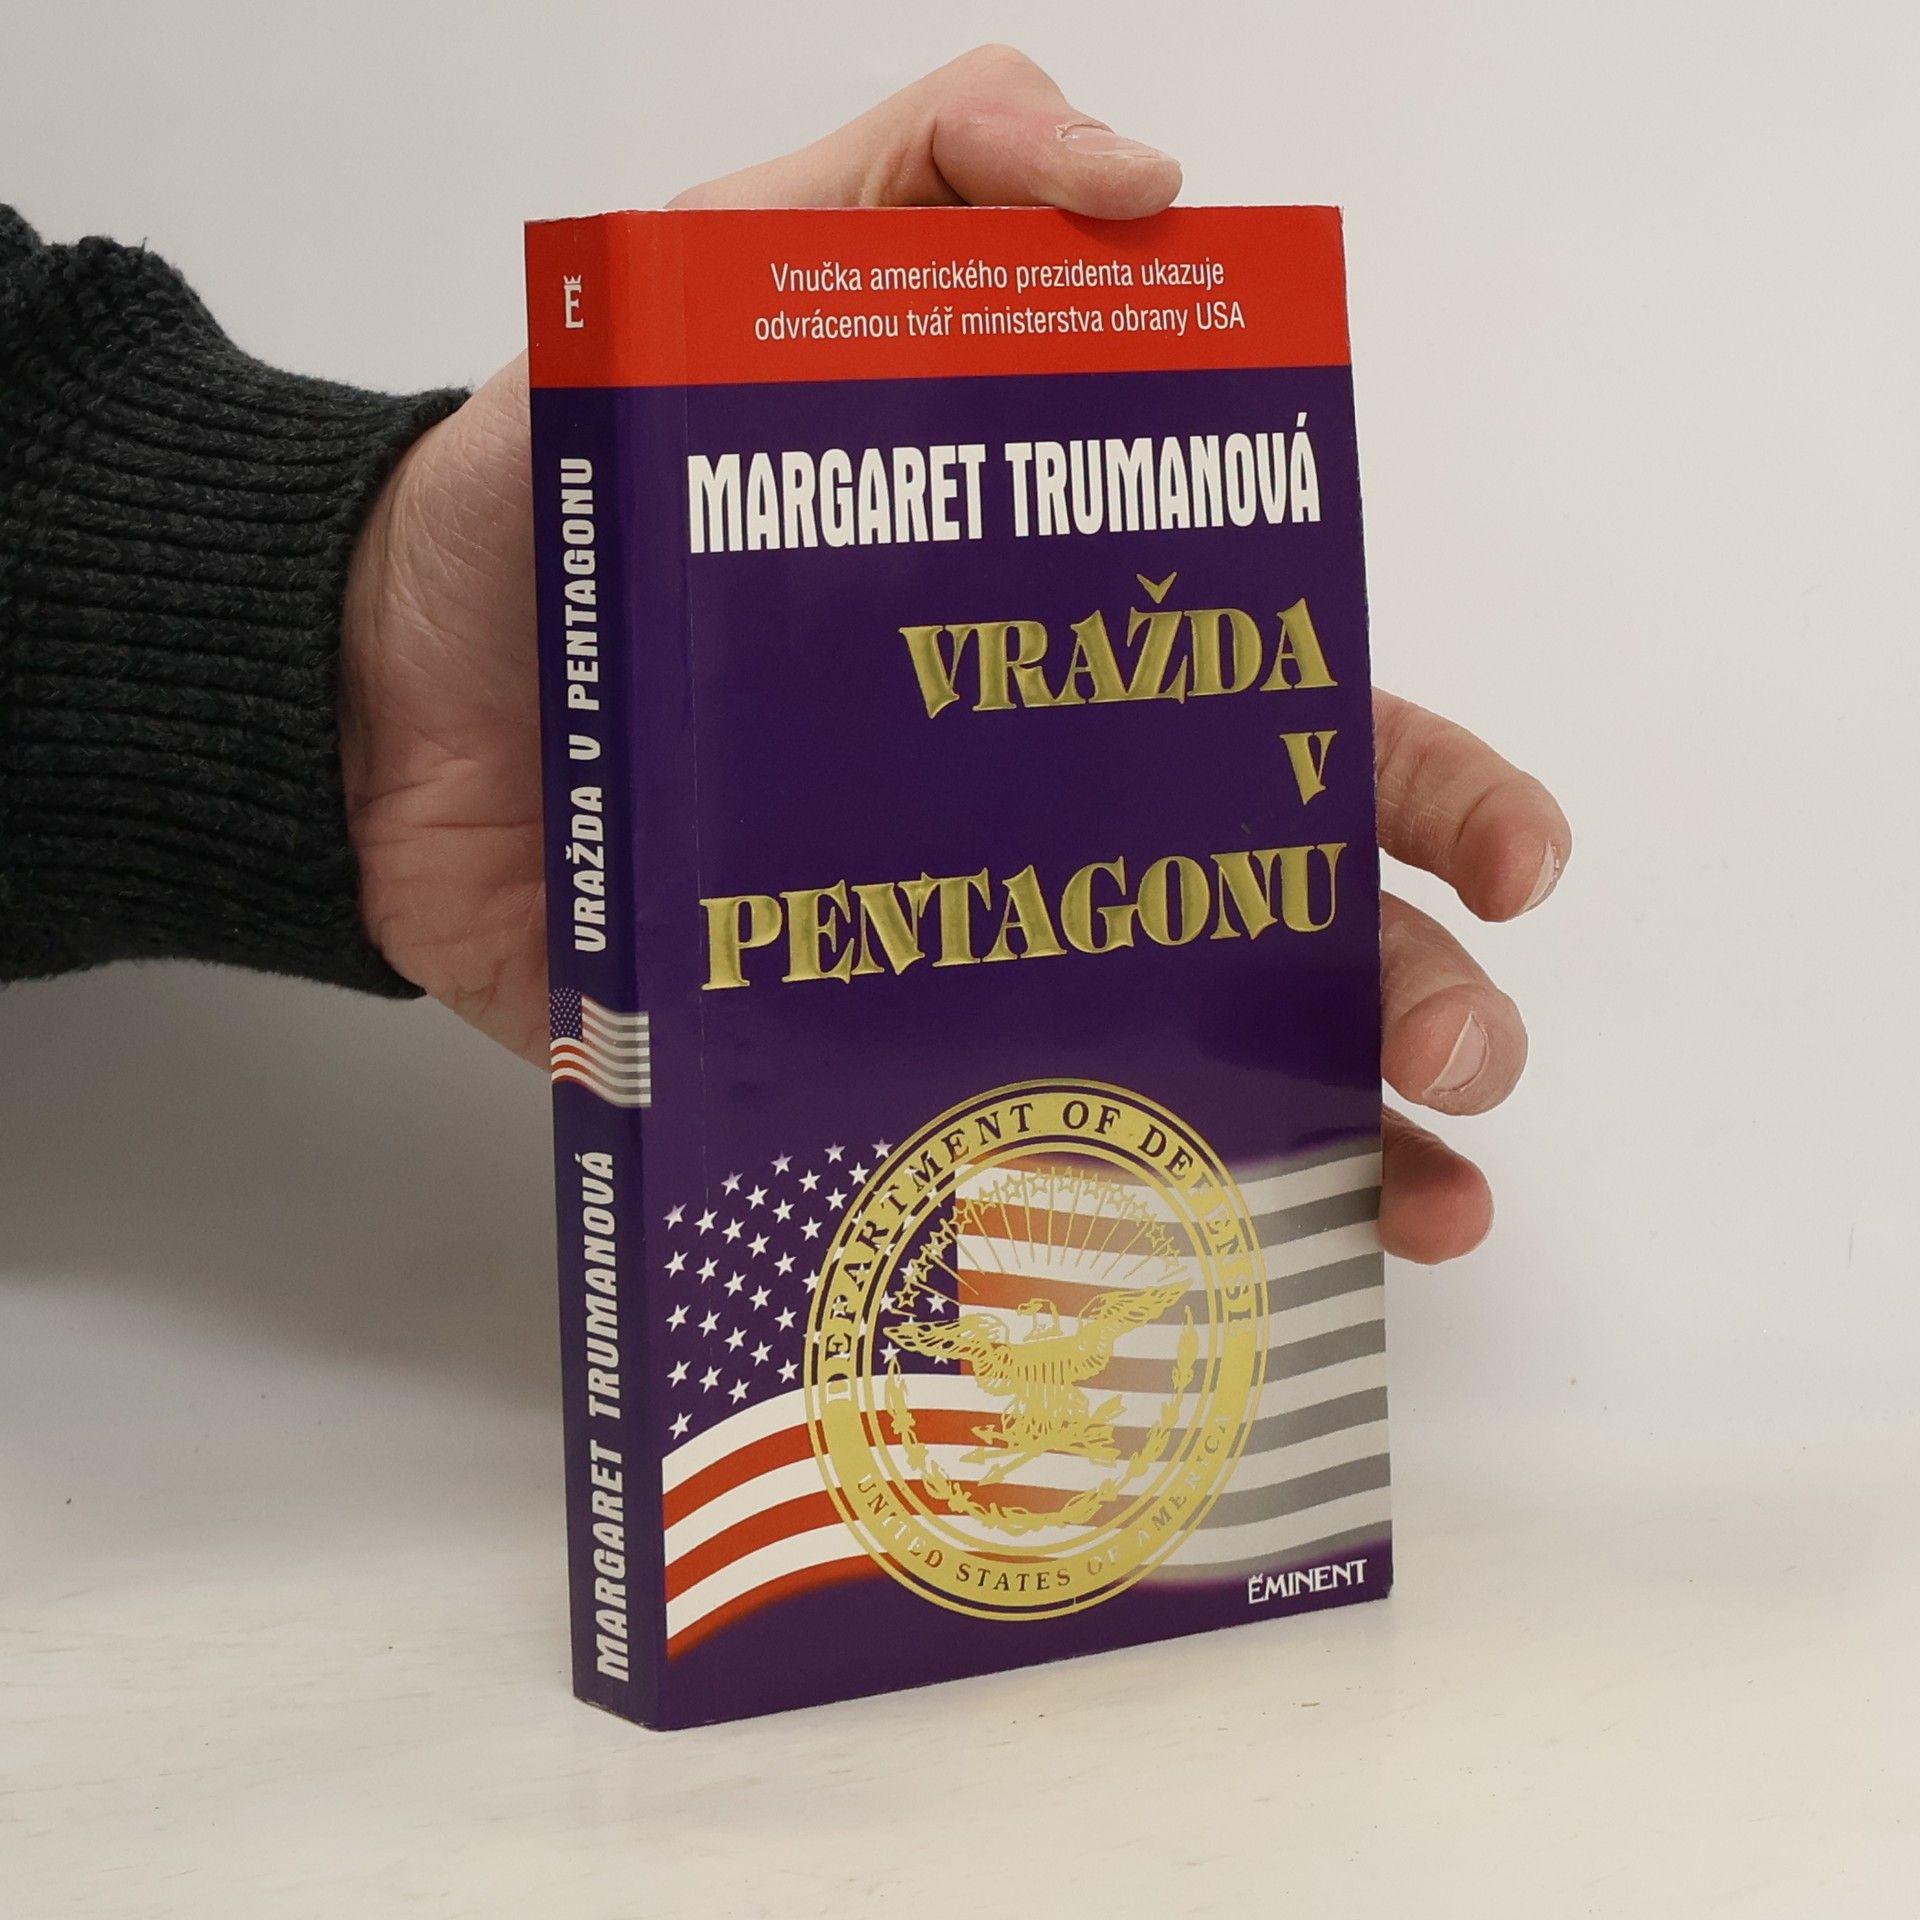 Vnučka amerického prezidenta ukazuje
odvrácenou tvář ministerstva obrany USA
MARGARET TRUMANOVÁ
VRAŽDA
V
PENTAGONU
DEPARTMENT OF DEFENSE
UNITED STATES OF AMERICA
EMINENT
E
VRAŽDA V PENTAGONU
MARGARET TRUMANOVÁ